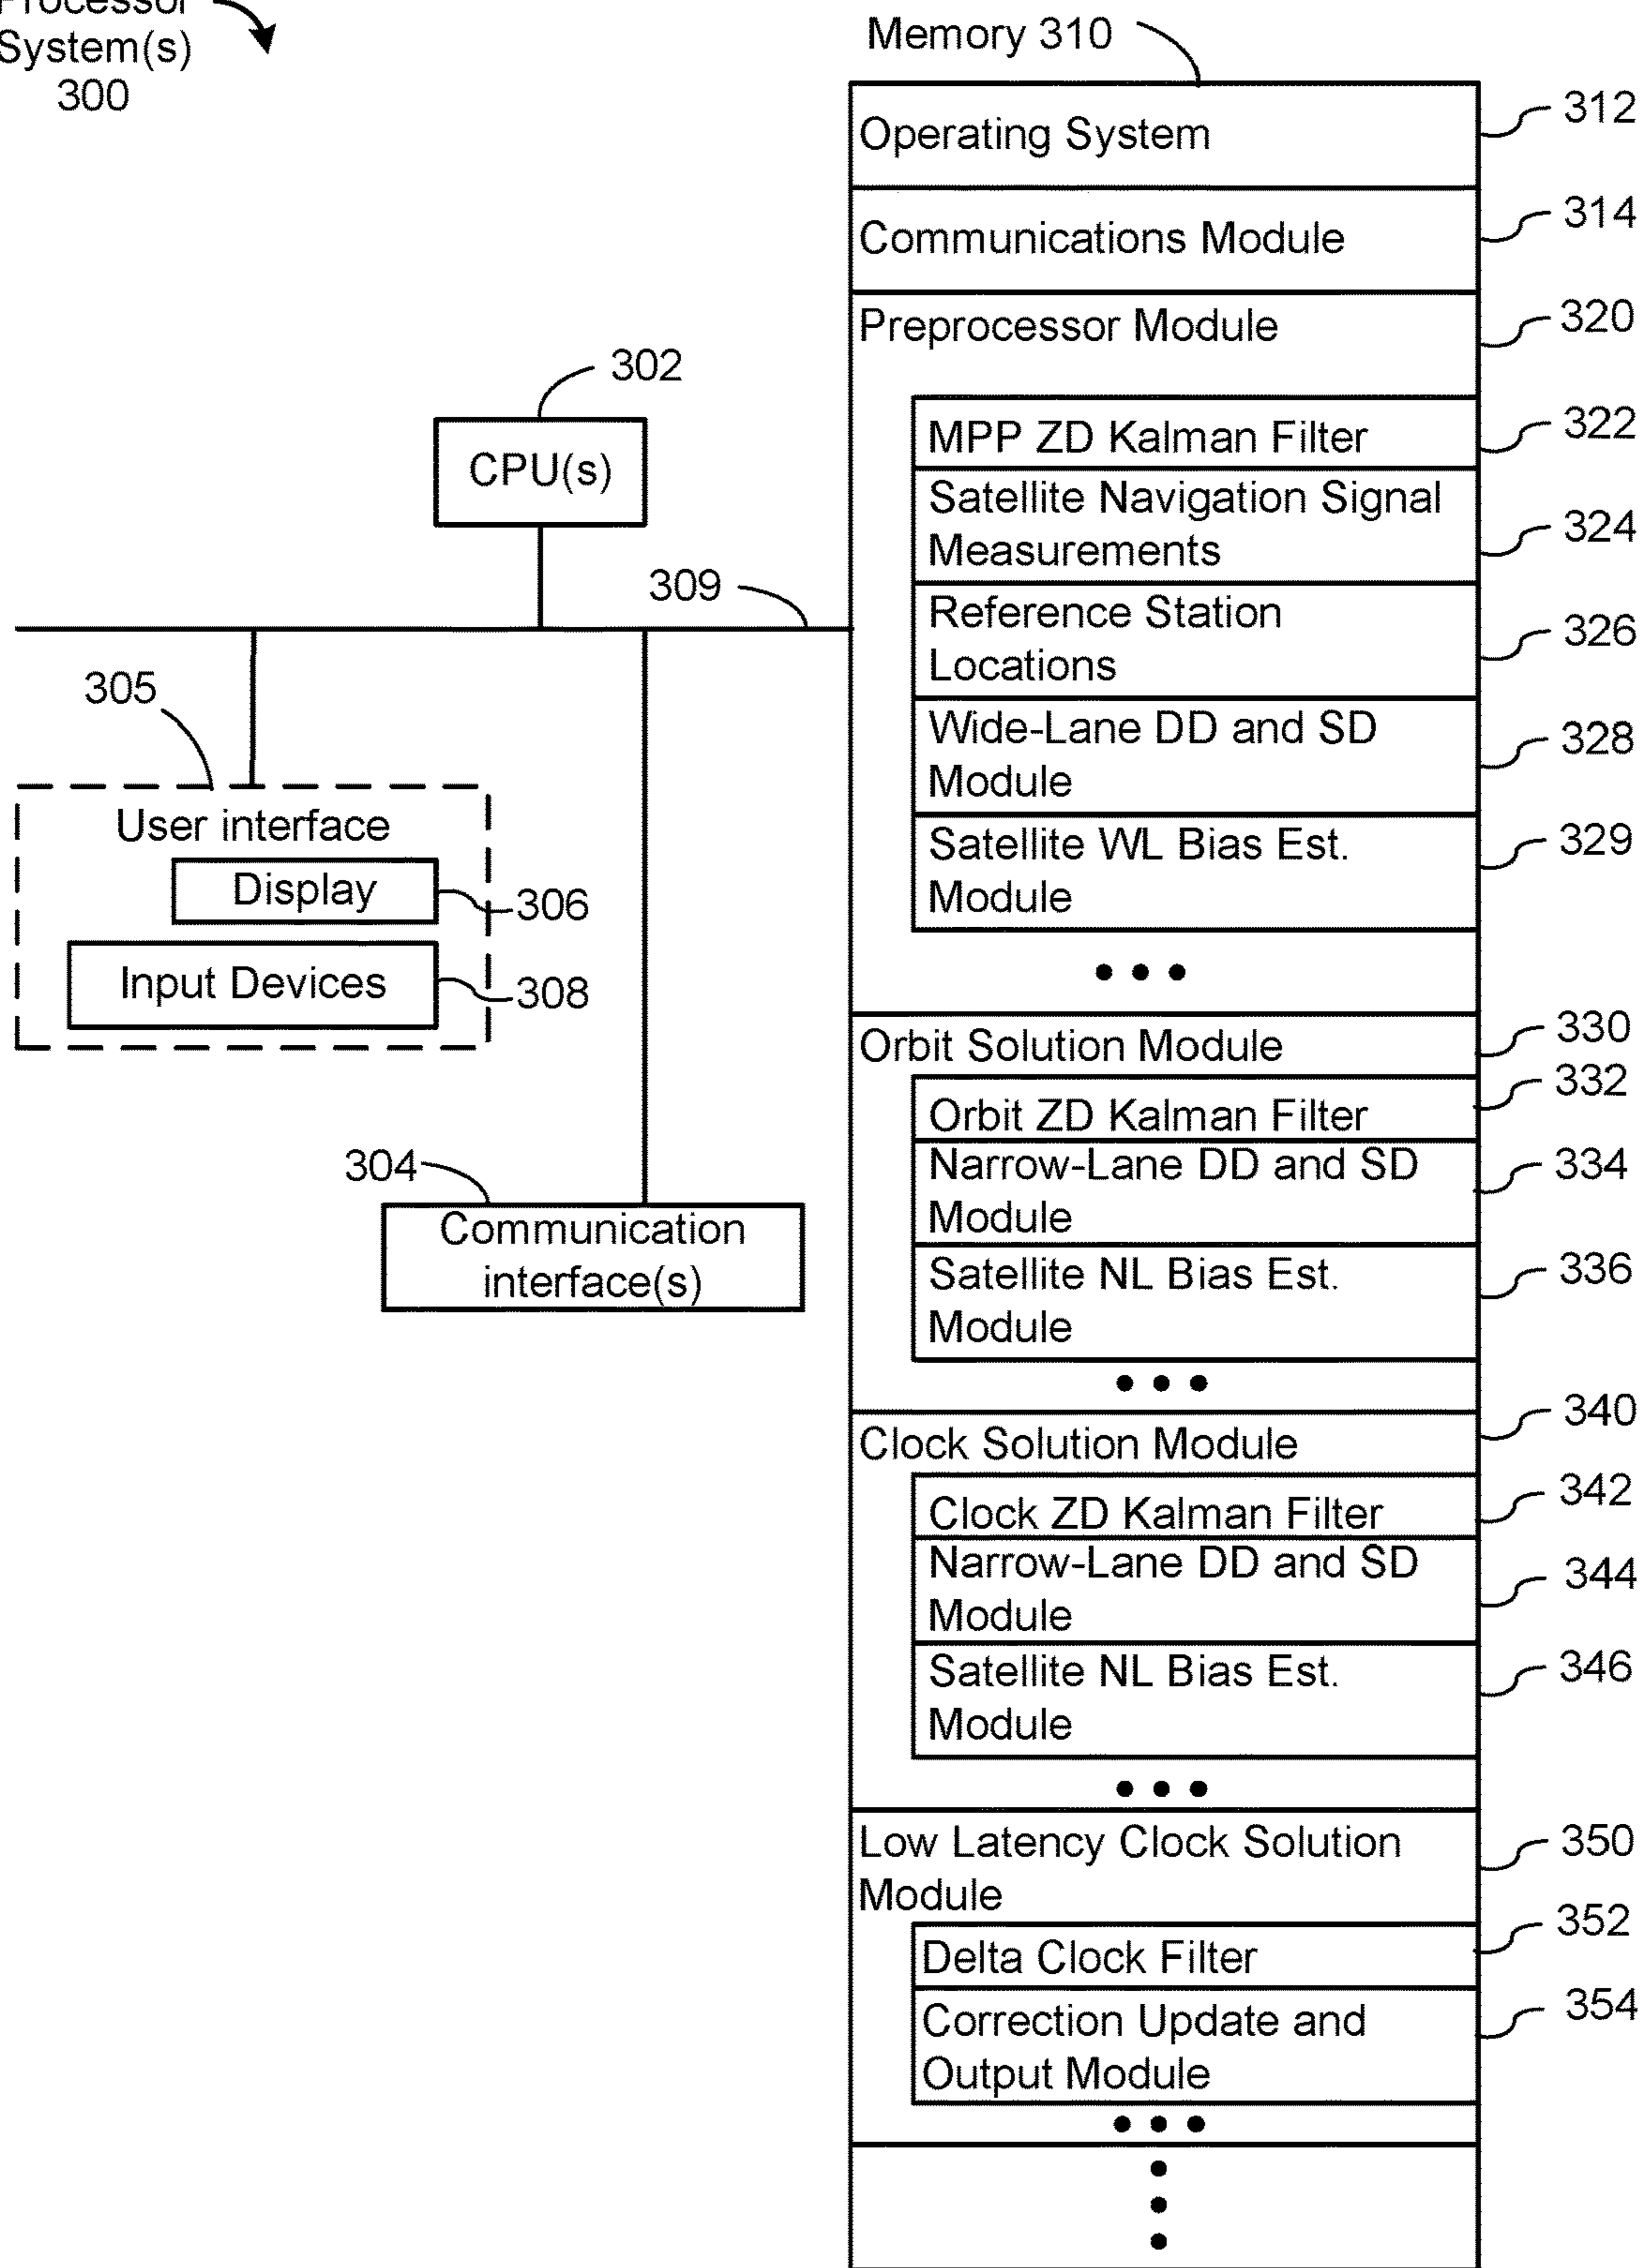 Processor
System(s)
300
Memory 310
Operating System
312
Communications Module
314
Preprocessor Module
320
MPP ZD Kalman Filter
322
Satellite Navigation Signal
Measurements
324
Reference Station
Locations
326
Wide-Lane DD and SD
Module
328
Satellite WL Bias Est.
Module
329
Orbit Solution Module
330
Orbit ZD Kalman Filter
332
Narrow-Lane DD and SD
Module
334
Satellite NL Bias Est.
Module
336
Clock Solution Module
340
Clock ZD Kalman Filter
342
Narrow-Lane DD and SD
Module
344
Satellite NL Bias Est.
Module
346
Low Latency Clock Solution
Module
350
Delta Clock Filter
352
Correction Update and
Output Module
354
302
CPU(s)
309
305
User interface
Display
306
Input Devices
308
304
Communication
interface(s)